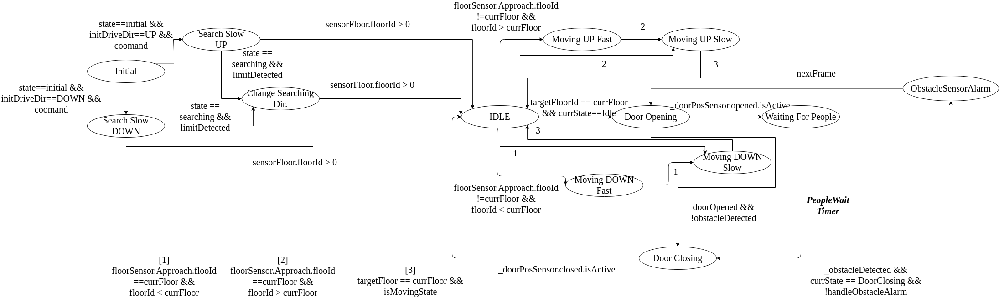 floorSensor.Approach.flooId
!=currFloor &&
floorId > currFloor
state==initial &&
initDriveDir==UP &&
coomand
Search Slow
UP
sensorFloor.floorId > 0
Moving UP Fast
2
Moving UP Slow
state ==
searching &&
limitDetected
Initial
2
3
nextFrame
state==initial &&
initDriveDir==DOWN &&
coomand
Change Searching
Dir.
sensorFloor.floorId > 0
ObstacleSensorAlarm
targetFloorId == currFloor
&& currState==Idle
_doorPosSensor.opened.isActive
state ==
searching &&
limitDetected
Search Slow
DOWN
IDLE
Door Opening
Waiting For People
3
1
sensorFloor.floorId > 0
Moving DOWN
Slow
1
Moving DOWN
Fast
floorSensor.Approach.flooId
!=currFloor &&
floorId < currFloor
doorOpened &&
!obstacleDetected
PeopleWait
Timer
Door Closing
_doorPosSensor.closed.isActive
_obstacleDetected &&
currState == DoorClosing &&
!handleObstacleAlarm
[1]
floorSensor.Approach.flooId
==currFloor &&
floorId < currFloor
[2]
floorSensor.Approach.flooId
==currFloor &&
floorId > currFloor
[3]
targetFloor == currFloor &&
isMovingState